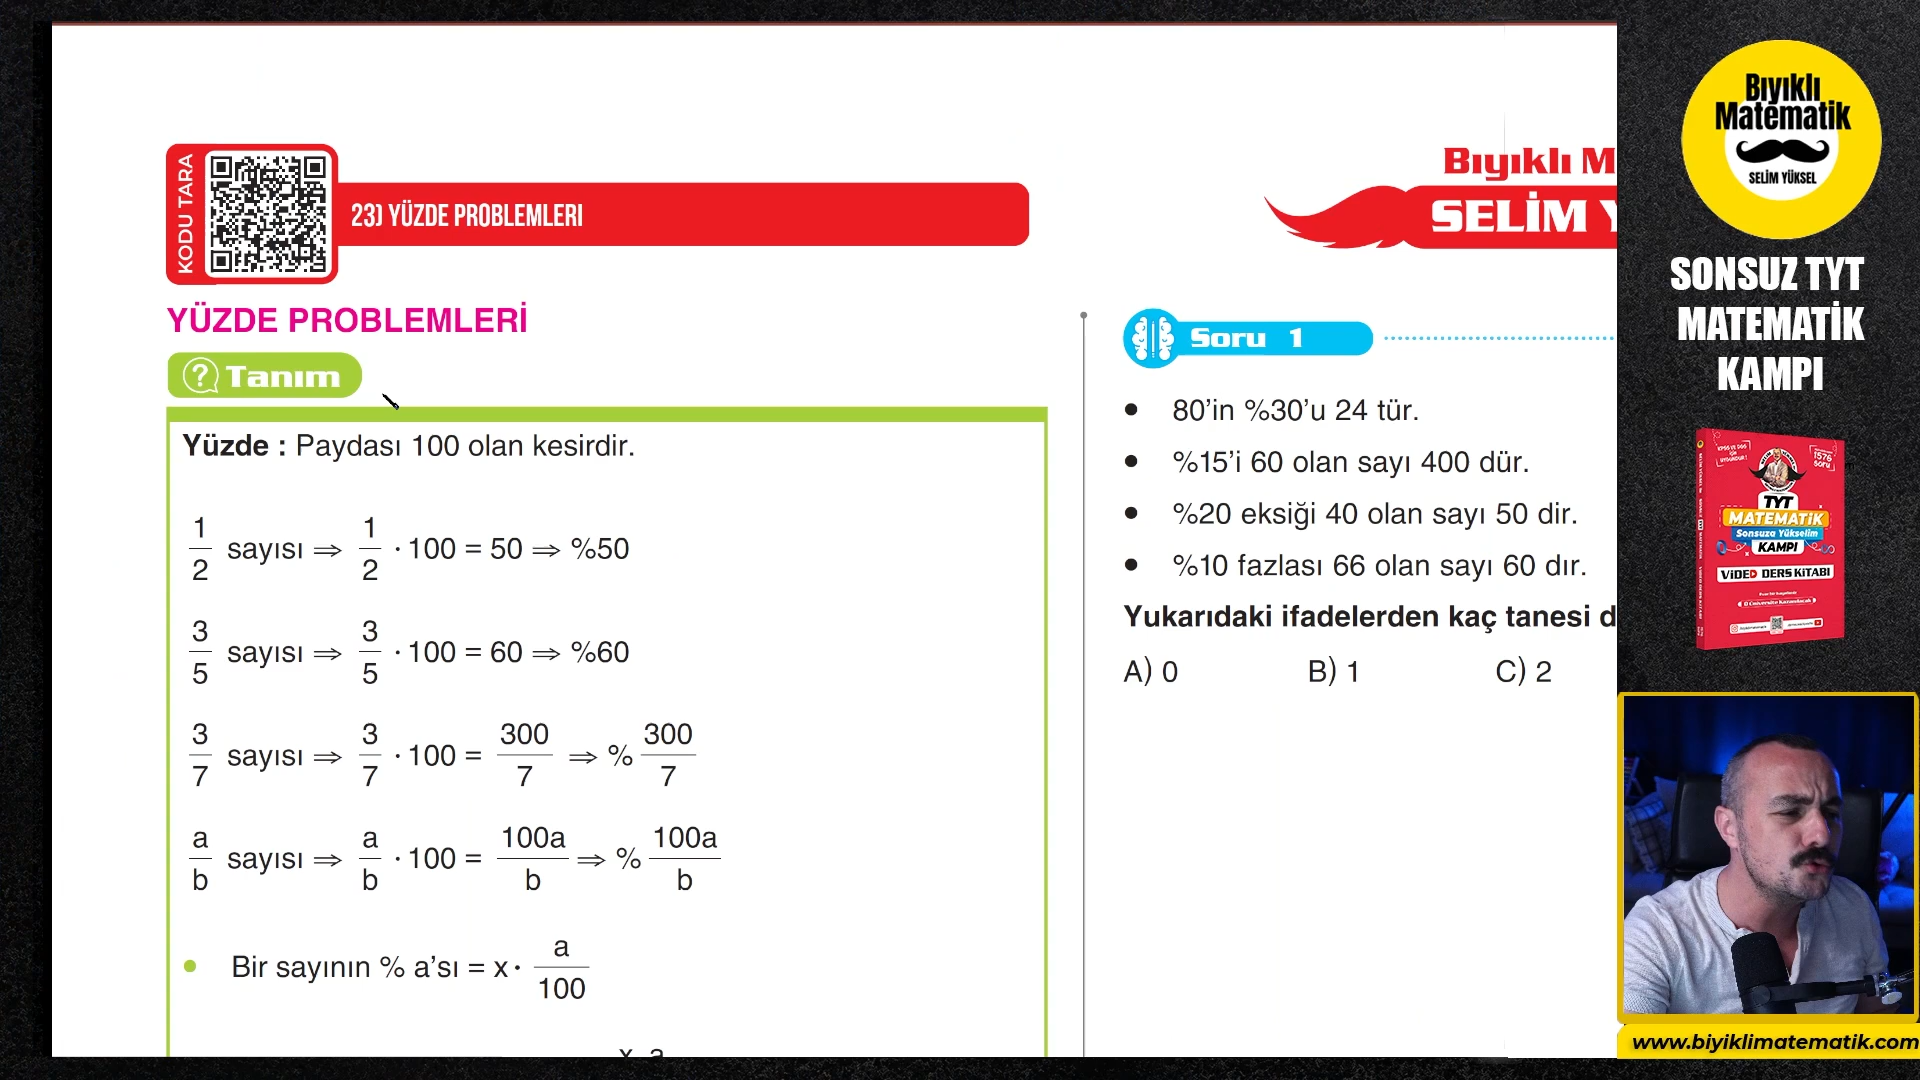 KODU TARA
23) YÜZDE PROBLEMLERI
Bıyıklı M
SELİM Y
YÜZDE PROBLEMLERİ
? Tanım
Yüzde : Paydası 100 olan kesirdir.
1/2 sayısı ⇒ 1/2 · 100 = 50 ⇒ %50
3/5 sayısı ⇒ 3/5 · 100 = 60 ⇒ %60
3/7 sayısı ⇒ 3/7 · 100 = 300/7 ⇒ % 300/7
a/b sayısı ⇒ a/b · 100 = 100a/b ⇒ % 100a/b
• Bir sayının % a’sı = x · a/100
x a
Soru 1
• 80’in %30’u 24 tür.
• %15’i 60 olan sayı 400 dür.
• %20 eksiği 40 olan sayı 50 dir.
• %10 fazlası 66 olan sayı 60 dır.
Yukarıdaki ifadelerden kaç tanesi d
A) 0 B) 1 C) 2
Bıyıklı
Matematik
SELİM YÜKSEL
SONSUZ TYT
MATEMATİK
KAMPI
1576
Soru
TYT
MATEMATİK
Sonsuza Yükselim
KAMPI
VİDEO DERS KİTABI
www.biyiklimatematik.com